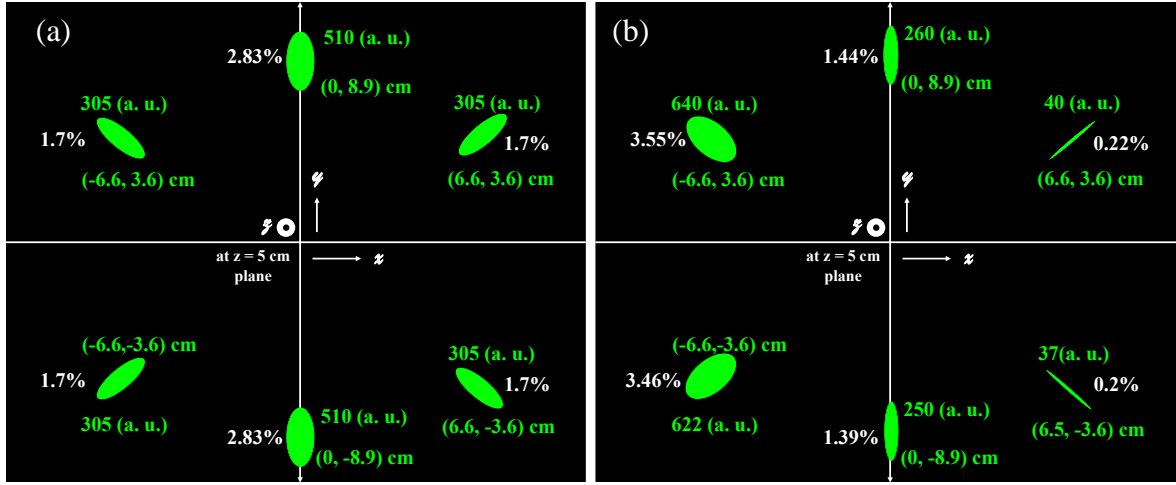 (a)
510 (a. u.)
2.83%
(0, 8.9) cm
305 (a. u.)
1.7%
(-6.6, 3.6) cm
305 (a. u.)
1.7%
(6.6, 3.6) cm
y
z
at z = 5 cm
plane
x
(-6.6,-3.6) cm
1.7%
305 (a. u.)
305 (a. u.)
1.7%
(6.6, -3.6) cm
510 (a. u.)
2.83%
(0, -8.9) cm
(b)
260 (a. u.)
1.44%
(0, 8.9) cm
640 (a. u.)
3.55%
(-6.6, 3.6) cm
40 (a. u.)
0.22%
(6.6, 3.6) cm
y
z
at z = 5 cm
plane
x
(-6.6,-3.6) cm
3.46%
622 (a. u.)
37(a. u.)
0.2%
(6.5, -3.6) cm
250 (a. u.)
1.39%
(0, -8.9) cm